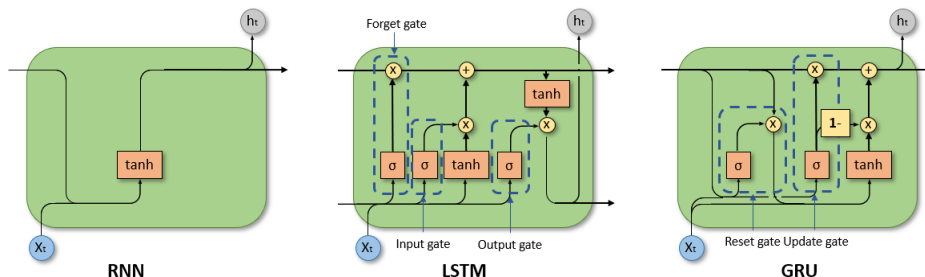 hₜ
tanh
Xₜ
RNN
Forget gate
hₜ
x
+
tanh
x
x
σ
σ
tanh
σ
Xₜ
Input gate
Output gate
LSTM
hₜ
x
+
x
1-
x
σ
σ
tanh
Xₜ
Reset gate
Update gate
GRU